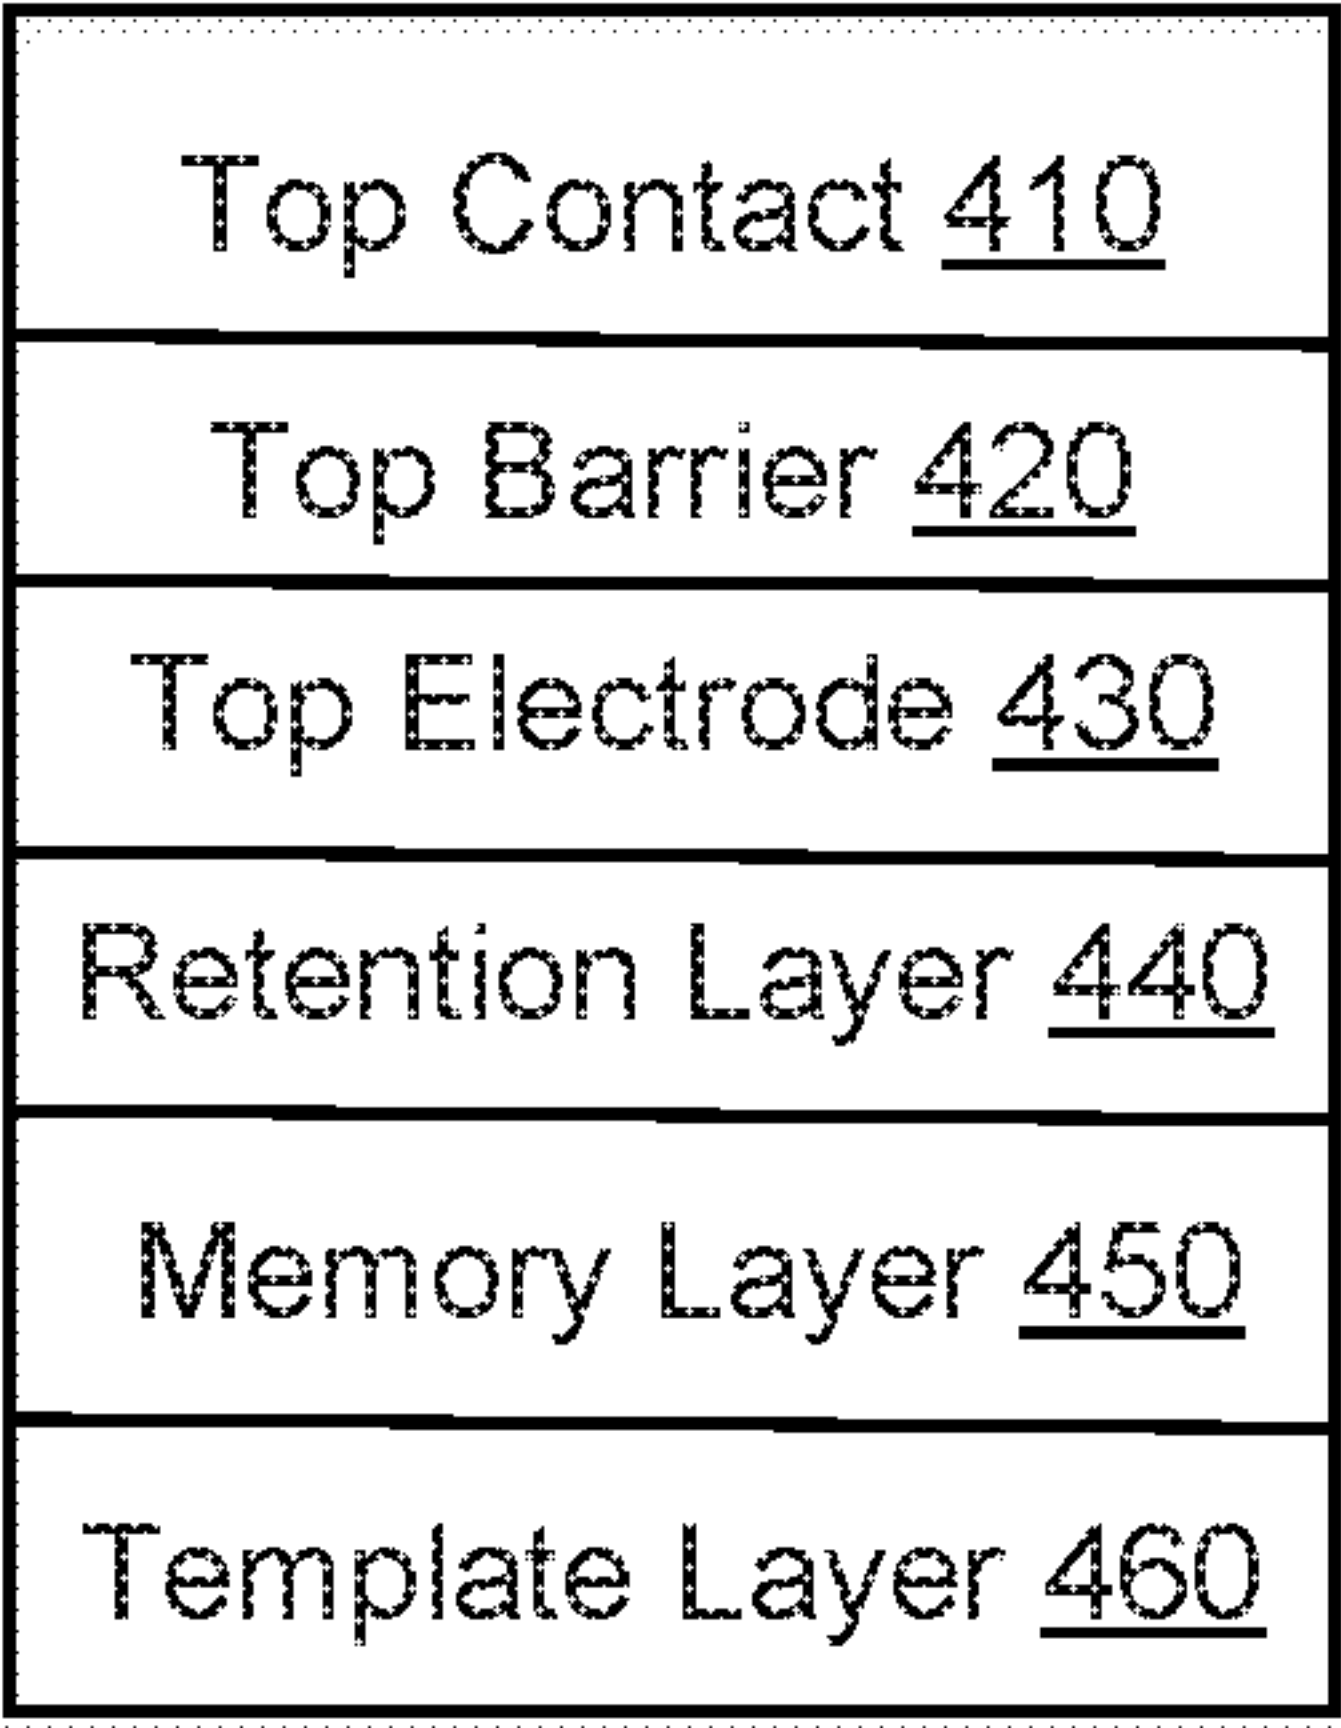 Top Contact 410
Top Barrier 420
Top Electrode 430
Retention Layer 440
Memory Layer 450
Template Layer 460